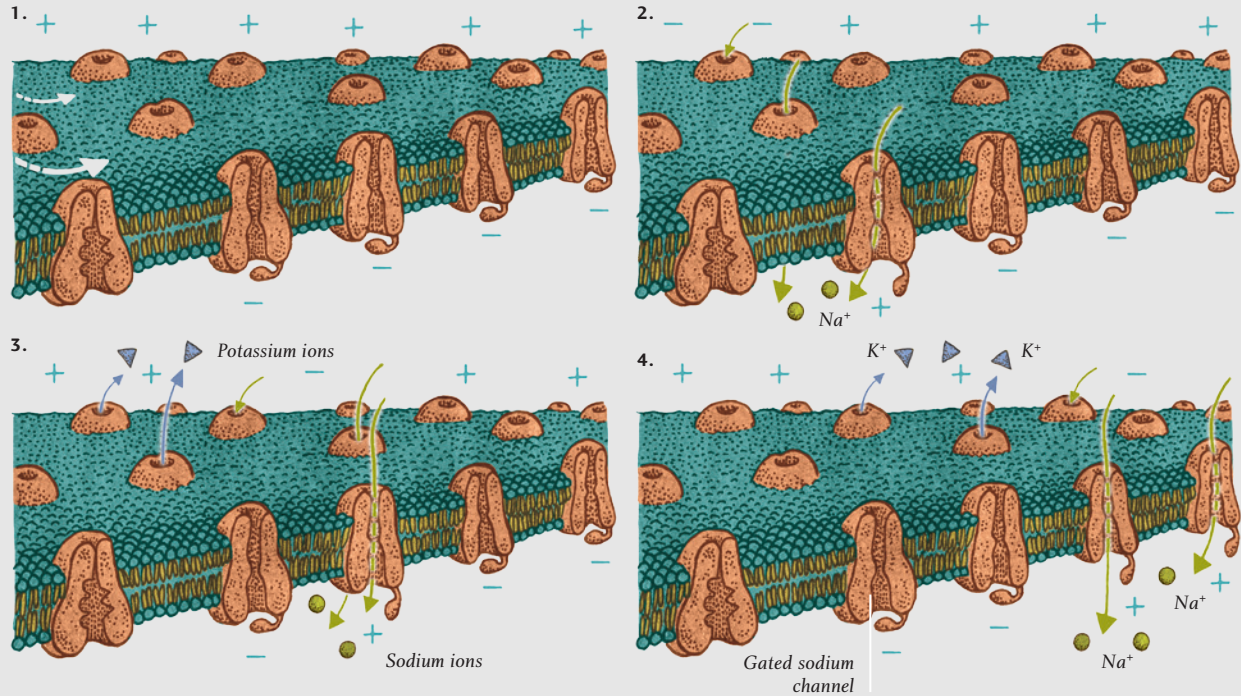 1.
+ + + + + +
− − − −
2.
− − + + + +
Na⁺ +
− − −
3.
Potassium ions
+ + − + +
+
− − −
Sodium ions
4.
K⁺ K⁺
+ + + −
+
Na⁺
+
Na⁺
− −
Gated sodium
channel